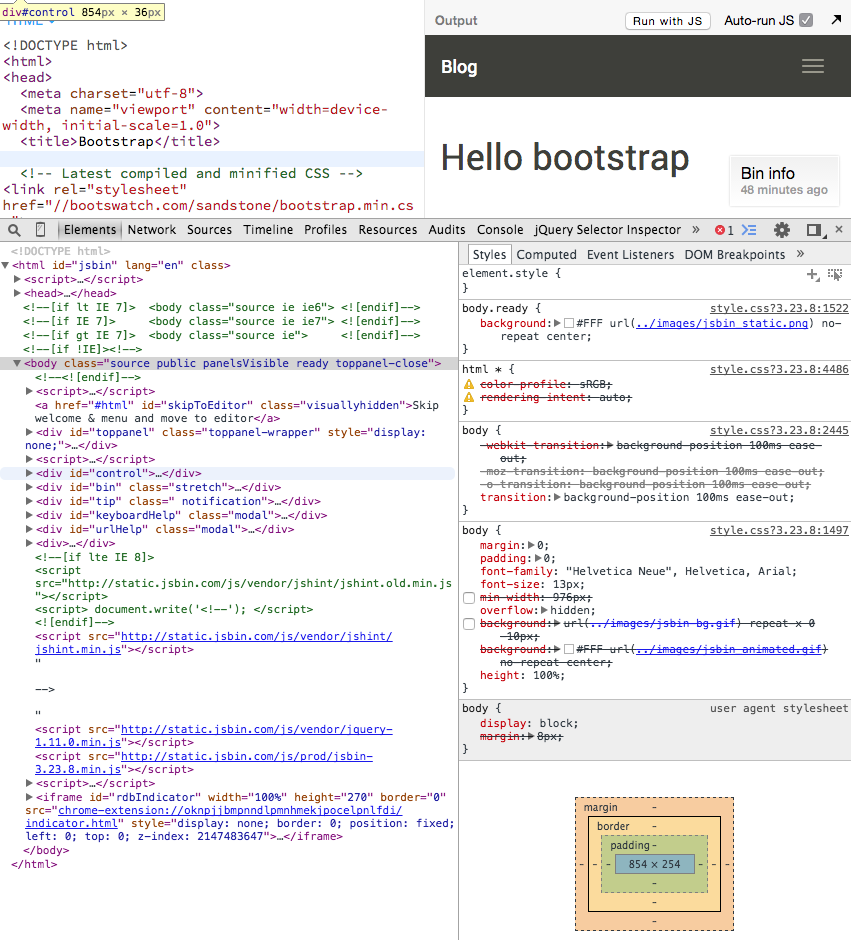 div#control 854px × 36px
<!DOCTYPE html>
<html>
<head>
<meta charset="utf-8">
<meta name="viewport" content="width=device-
width, initial-scale=1.0">
<title>Bootstrap</title>
<!-- Latest compiled and minified CSS -->
<link rel="stylesheet"
href="//bootswatch.com/sandstone/bootstrap.min.cs
Output
Run with JS
Auto-run JS
Blog
Hello bootstrap
Bin info
48 minutes ago
Elements Network Sources Timeline Profiles Resources Audits Console jQuery Selector Inspector » 1
<!DOCTYPE html>
<html id="jsbin" lang="en" class>
<script>…</script>
<head>…</head>
<!--[if lt IE 7]> <body class="source ie ie6"> <![endif]-->
<!--[if IE 7]> <body class="source ie ie7"> <![endif]-->
<!--[if gt IE 7]> <body class="source ie"> <![endif]-->
<!--[if !IE]><!-->
<body class="source public panelsVisible ready toppanel-close">
<!--<![endif]-->
<script>…</script>
<a href="#html" id="skipToEditor" class="visuallyhidden">Skip
welcome & menu and move to editor</a>
<div id="toppanel" class="toppanel-wrapper" style="display:
none;">…</div>
<script>…</script>
<div id="control">…</div>
<div id="bin" class="stretch">…</div>
<div id="tip" class=" notification">…</div>
<div id="keyboardHelp" class="modal">…</div>
<div id="urlHelp" class="modal">…</div>
<div>…</div>
<!--[if lte IE 8]>
<script
src="http://static.jsbin.com/js/vendor/jshint/jshint.old.min.js
"></script>
<script> document.write('<!--'); </script>
<![endif]-->
<script src="http://static.jsbin.com/js/vendor/jshint/
jshint.min.js"></script>
"
-->
"
<script src="http://static.jsbin.com/js/vendor/jquery-
1.11.0.min.js"></script>
<script src="http://static.jsbin.com/js/prod/jsbin-
3.23.8.min.js"></script>
<script>…</script>
<iframe id="rdbIndicator" width="100%" height="270" border="0"
src="chrome-extension://oknpjjbmpnndlpmnhmekjpocelpnlfdi/
indicator.html" style="display: none; border: 0; position: fixed;
left: 0; top: 0; z-index: 2147483647">…</iframe>
</body>
</html>
Styles Computed Event Listeners DOM Breakpoints »
element.style {
}
body.ready { style.css?3.23.8:1522
background: #FFF url(../images/jsbin_static.png) no-
repeat center;
}
html * { style.css?3.23.8:4486
color-profile: sRGB;
rendering-intent: auto;
}
body { style.css?3.23.8:2445
-webkit-transition: background-position 100ms ease-
out;
-moz-transition: background-position 100ms ease-out;
-o-transition: background-position 100ms ease-out;
transition: background-position 100ms ease-out;
}
body { style.css?3.23.8:1497
margin: 0;
padding: 0;
font-family: "Helvetica Neue", Helvetica, Arial;
font-size: 13px;
min-width: 976px;
overflow: hidden;
background: url(../images/jsbin-bg.gif) repeat-x 0
-10px;
background: #FFF url(../images/jsbin_animated.gif)
no-repeat center;
height: 100%;
}
body { user agent stylesheet
display: block;
margin: 8px;
}
margin -
border -
padding -
- - - 854 × 254 - - -
-
-
-